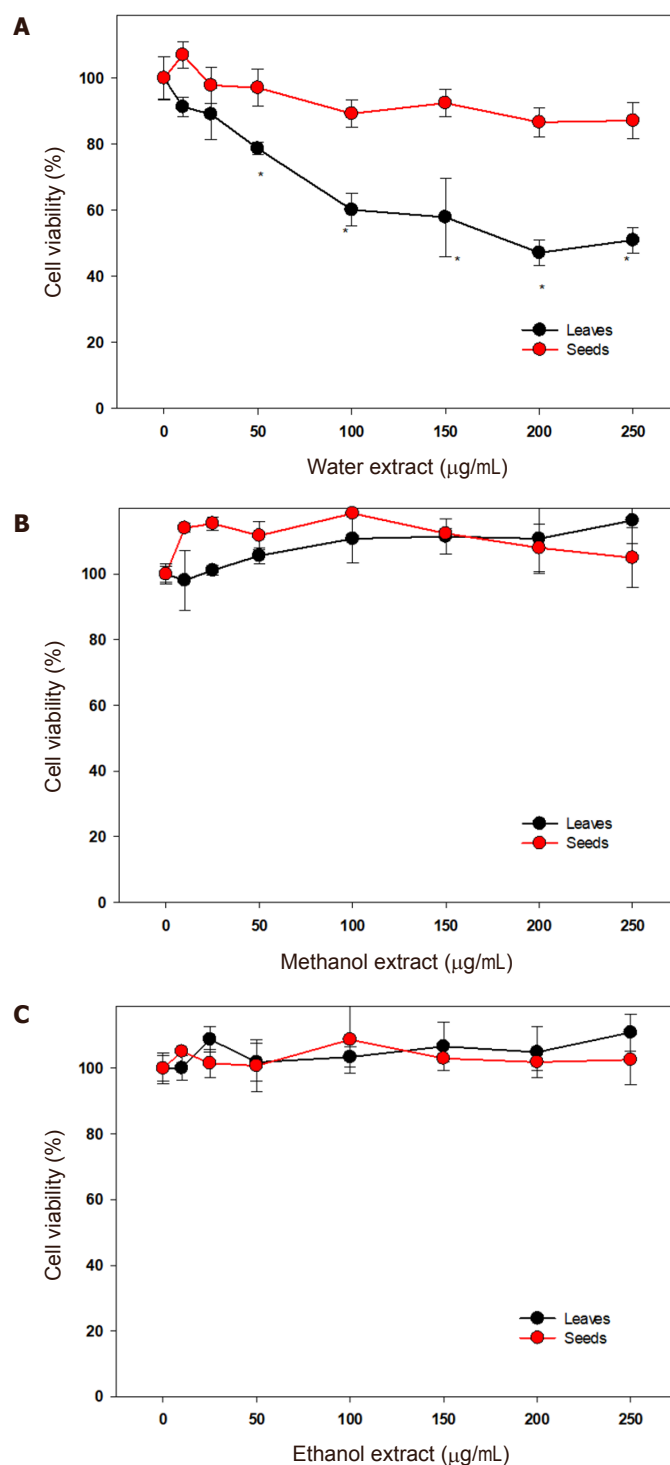 A
Cell viability (%)
100
80
60
40
20
0
*
*
*
*
*
Leaves
Seeds
0 50 100 150 200 250
Water extract (μg/mL)
B
Cell viability (%)
100
80
60
40
20
0
Leaves
Seeds
0 50 100 150 200 250
Methanol extract (μg/mL)
C
Cell viability (%)
100
80
60
40
20
0
Leaves
Seeds
0 50 100 150 200 250
Ethanol extract (μg/mL)